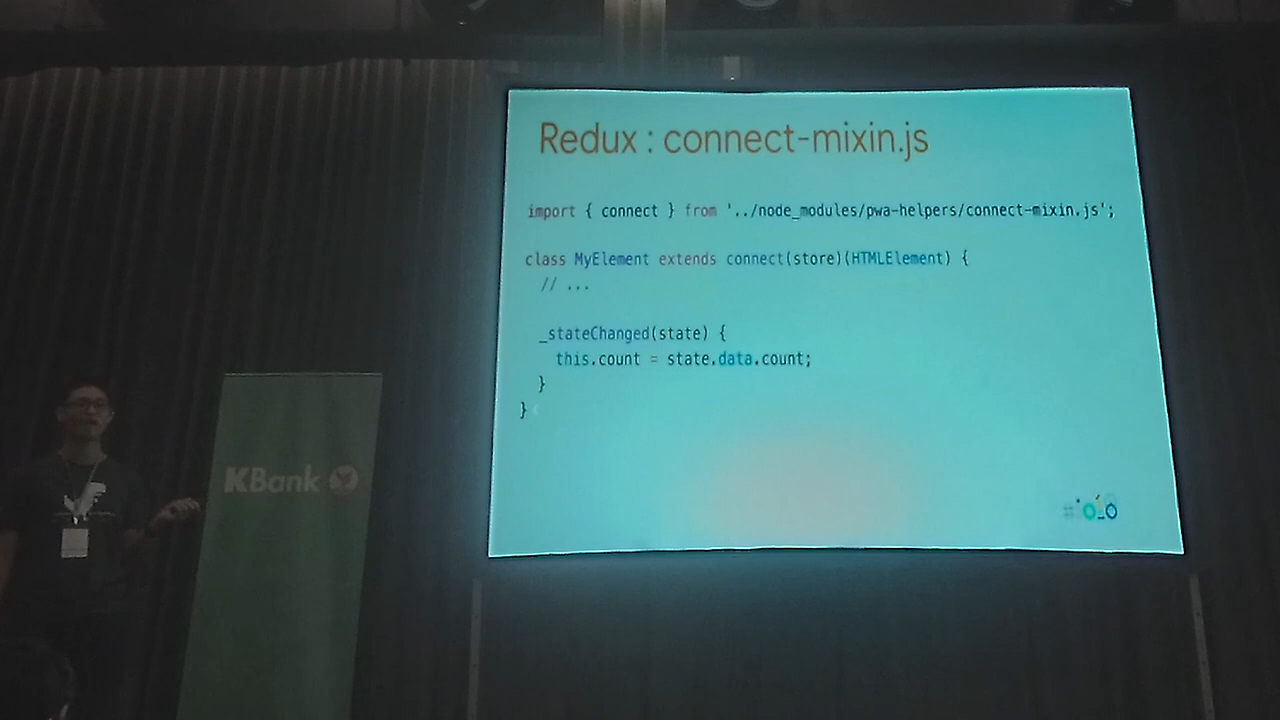 Redux : connect-mixin.js
import { connect } from '../node_modules/pwa-helpers/connect-mixin.js';
class MyElement extends connect(store)(HTMLElement) {
// ...
_stateChanged(state) {
this.count = state.data.count;
}
}
KBank